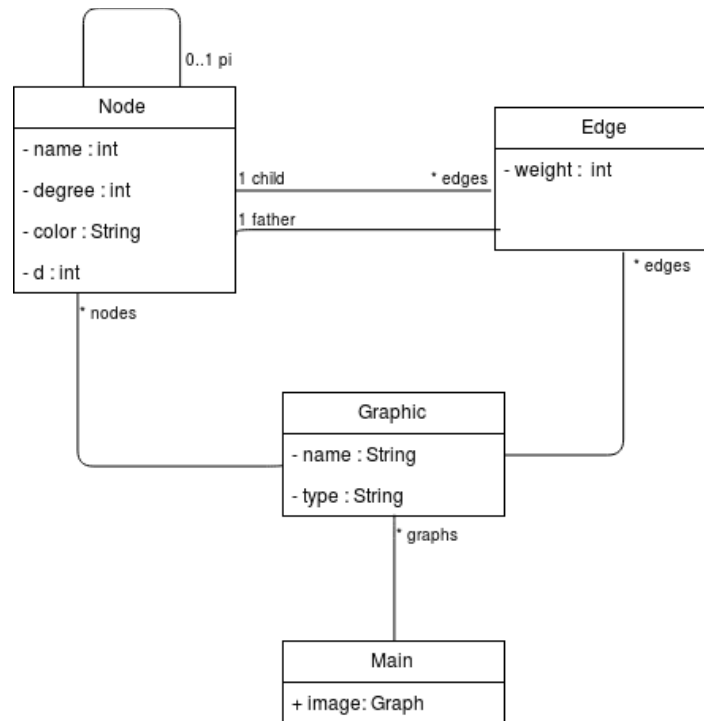 0..1 pi
Node
- name : int
- degree : int
- color : String
- d : int
1 child
* edges
1 father
Edge
- weight : int
* nodes
* edges
Graphic
- name : String
- type : String
* graphs
Main
+ image: Graph